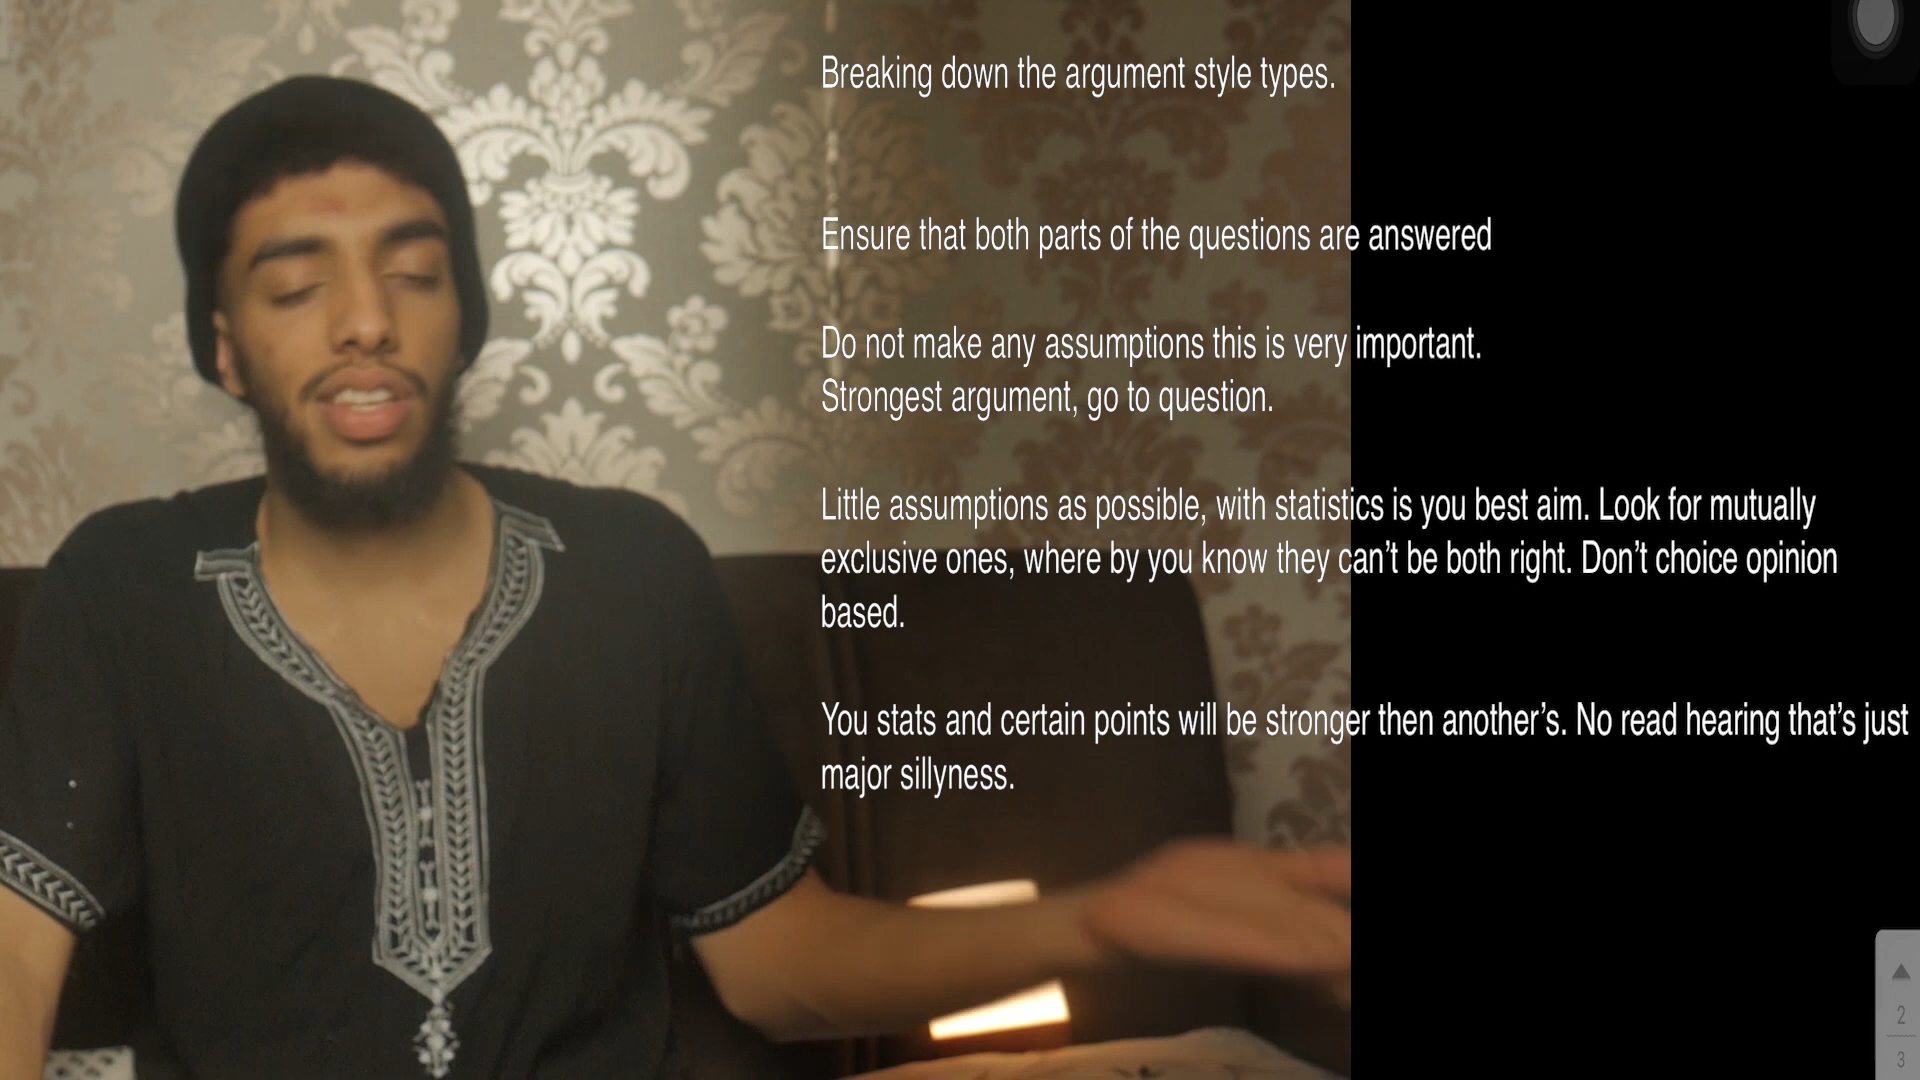 Breaking down the argument style types.
Ensure that both parts of the questions are answered
Do not make any assumptions this is very important.
Strongest argument, go to question.
Little assumptions as possible, with statistics is you best aim. Look for mutually
exclusive ones, where by you know they can't be both right. Don't choice opinion
based.
You stats and certain points will be stronger then another's. No read hearing that's just
major sillyness.
2
3